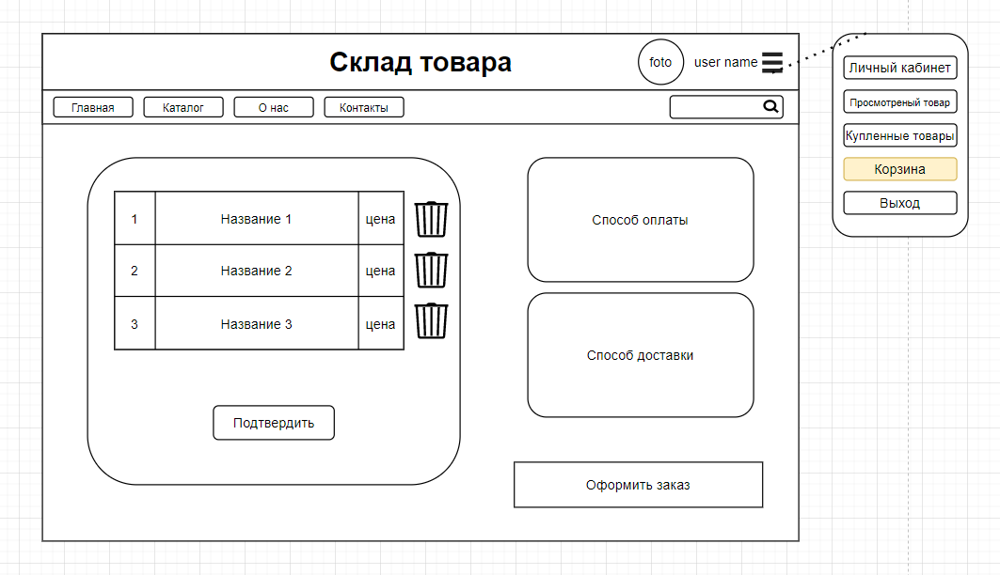 Склад товара
foto
user name
Главная
Каталог
О нас
Контакты
1 Название 1 цена
2 Название 2 цена
3 Название 3 цена
Подтвердить
Способ оплаты
Способ доставки
Оформить заказ
Личный кабинет
Просмотреный товар
Купленные товары
Корзина
Выход